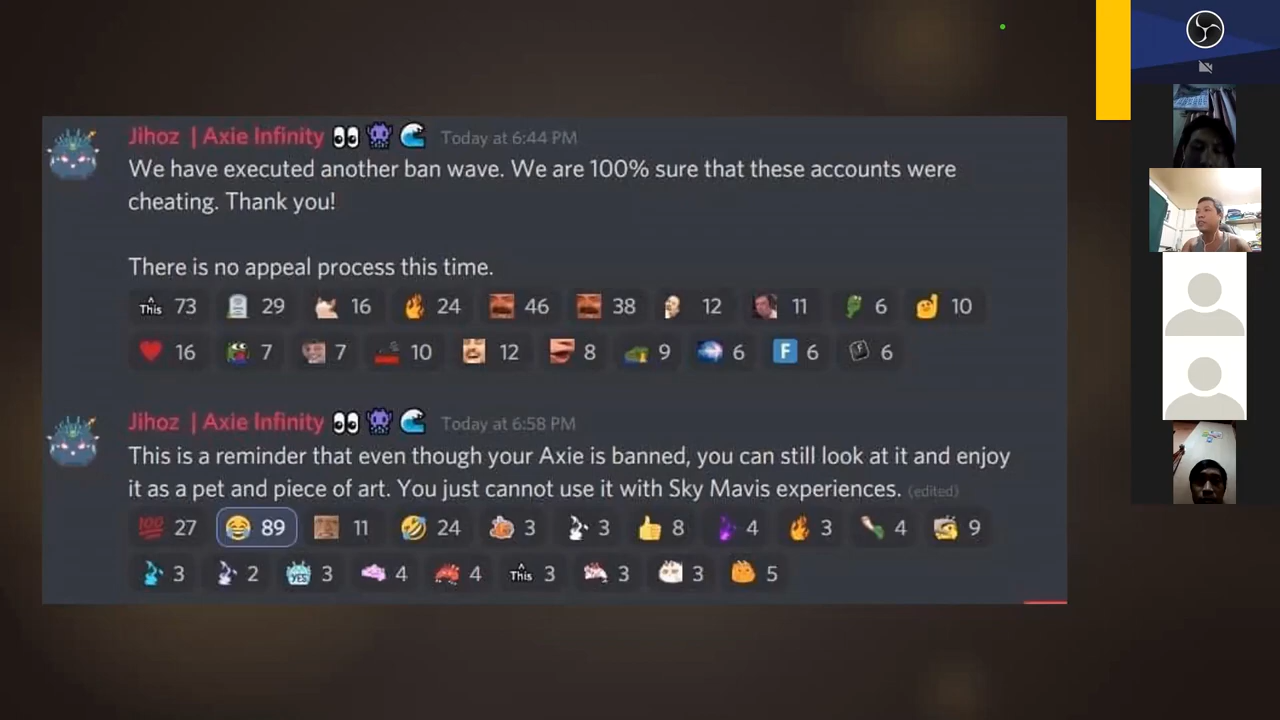 Jihoz | Axie Infinity Today at 6:44 PM
We have executed another ban wave. We are 100% sure that these accounts were
cheating. Thank you!
There is no appeal process this time.
This 73 29 16 24 46 38 12 11 6 10
16 7 7 10 12 8 9 6 F 6 F 6
Jihoz | Axie Infinity Today at 6:58 PM
This is a reminder that even though your Axie is banned, you can still look at it and enjoy
it as a pet and piece of art. You just cannot use it with Sky Mavis experiences. (edited)
100 27 89 11 24 3 3 8 4 3 4 9
3 2 YES 3 4 4 This 3 3 3 5